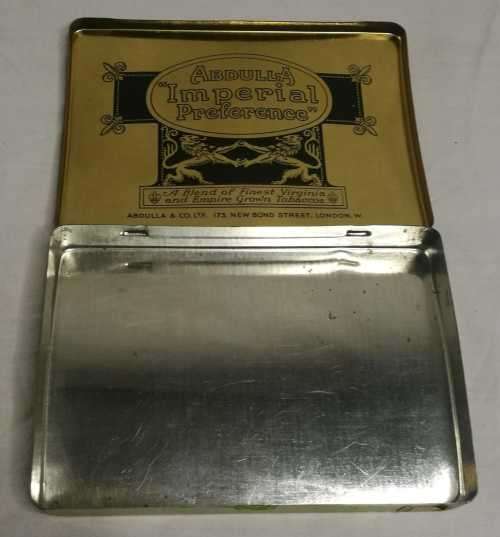 ABDULLA
"Imperial
Preference"
A Blend of Finest Virginia
and Empire Grown Tobaccos
ABDULLA & CO. LTD. 173, NEW BOND STREET, LONDON, W.